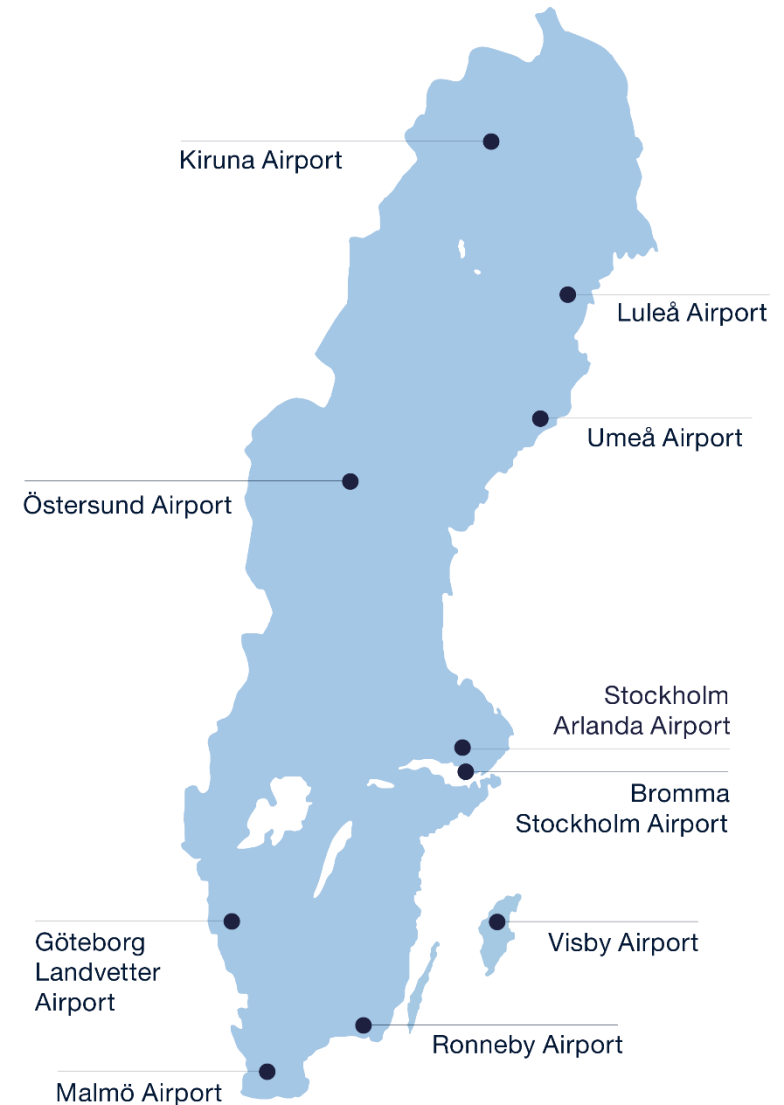 Kiruna Airport
Luleå Airport
Umeå Airport
Östersund Airport
Stockholm
Arlanda Airport
Bromma
Stockholm Airport
Göteborg
Landvetter
Airport
Visby Airport
Ronneby Airport
Malmö Airport